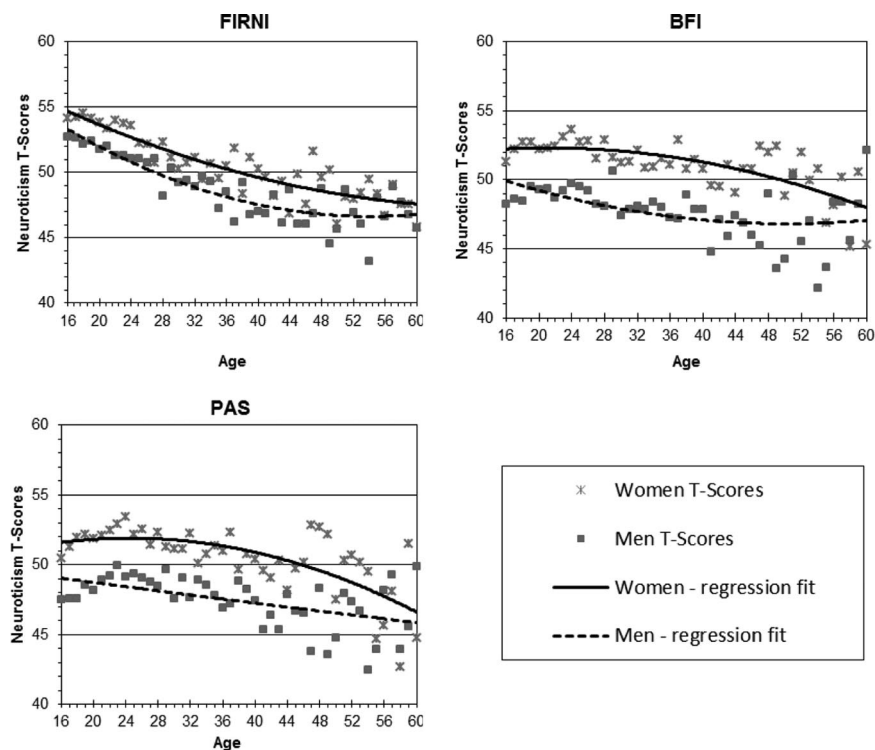 FIRNI
60
55
50
45
40
16 20 24 28 32 36 40 44 48 52 56 60
Neuroticism T-Scores
Age
BFI
60
55
50
45
40
16 20 24 28 32 36 40 44 48 52 56 60
Neuroticism T-Scores
Age
PAS
60
55
50
45
40
16 20 24 28 32 36 40 44 48 52 56 60
Neuroticism T-Scores
Age
Women T-Scores
Men T-Scores
Women - regression fit
Men - regression fit